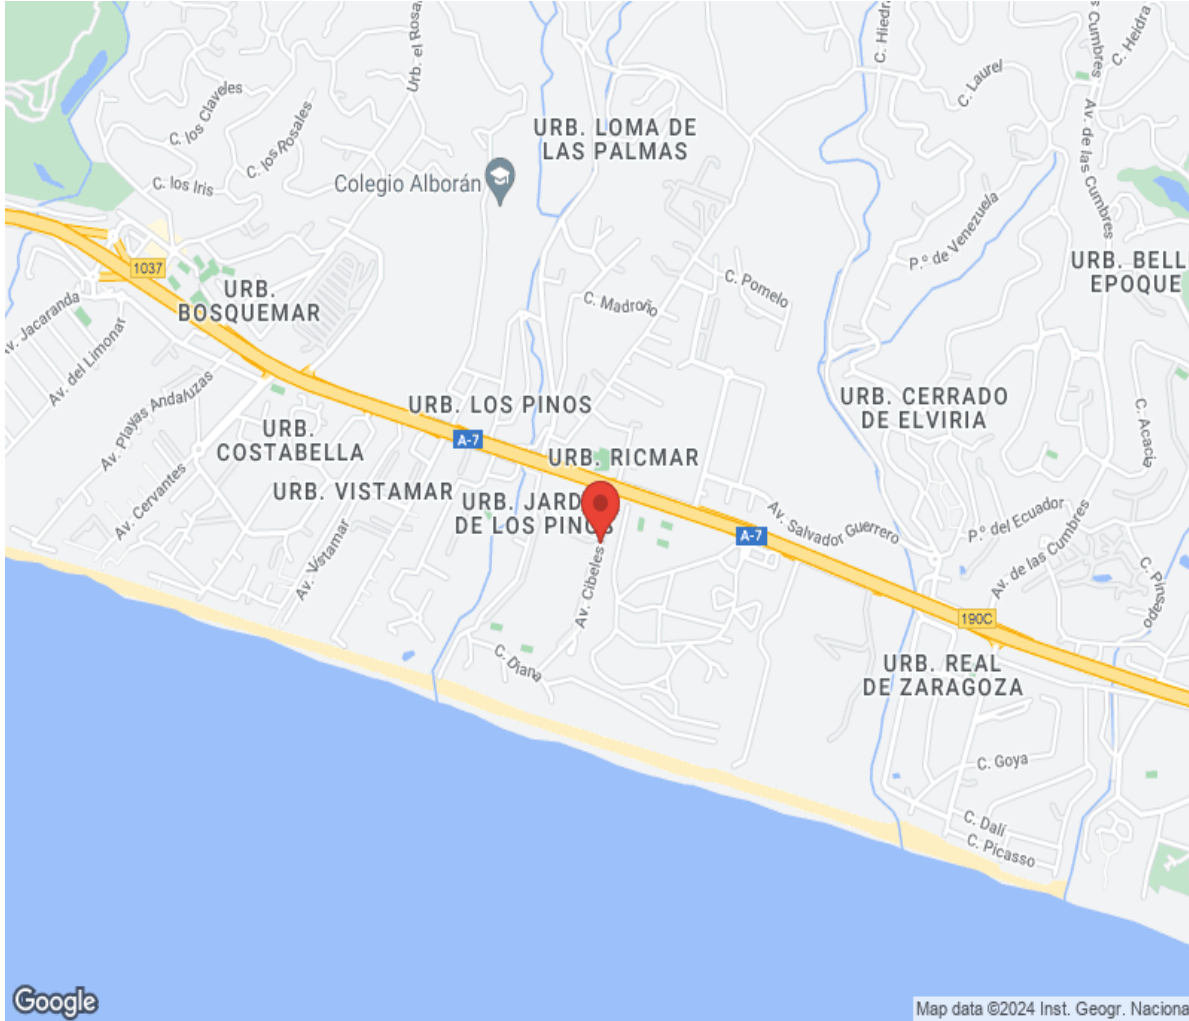 Urb. el Rosa
C. Hiedra
s Cumbres
C. Heidra
C. los Claves
C. los Rosales
C. Laurel
URB. LOMA DE
LAS PALMAS
Colegio Alborán
C. los Iris
Av. de las Cumbres
P.º de Venezuela
1037
URB.
BOSQUEMAR
C. Pomelo
C. Madroño
URB. BELL
EPOQUE
Av. Jacaranda
Av. del Limonar
Av. Playas Andaluzas
URB. LOS PINOS
A-7
URB.
COSTABELLA
URB. CERRADO
DE ELVIRIA
C. Acacia
URB. RICMAR
Av. Cervantes
URB. VISTAMAR
URB. JARD
DE LOS PINOS
Av. Vistamar
Av. Salvador Guerrero
A-7
P.º del Ecuador
Av. de las Cumbres
C. Pinsapo
Av. Cibeles
190C
C. Diana
URB. REAL
DE ZARAGOZA
C. Goya
C. Dalí
C. Picasso
Google
Map data ©2024 Inst. Geogr. Naciona